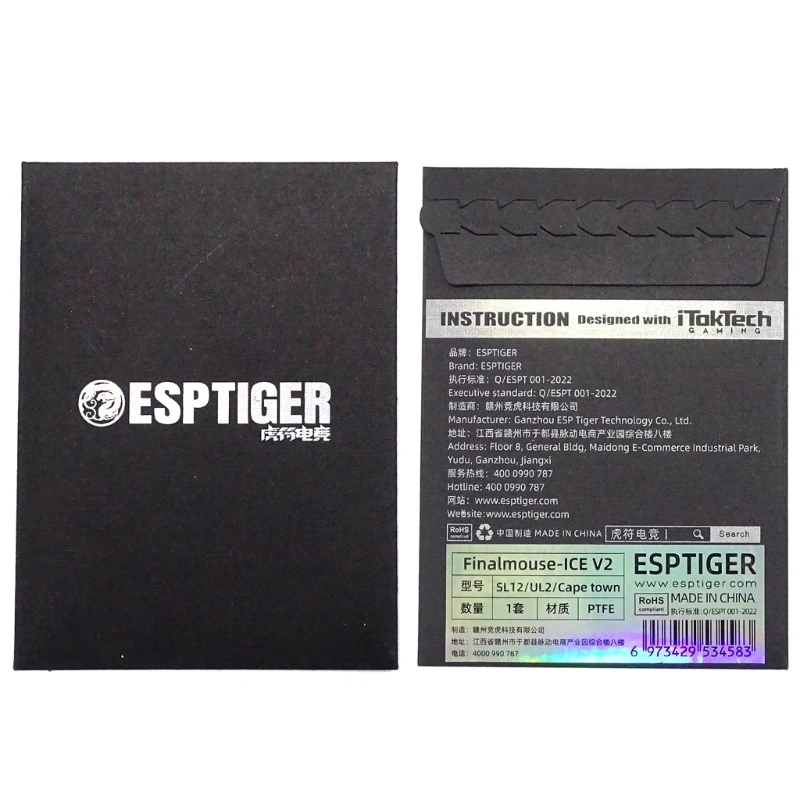 ESPTIGER
虎符电竞
INSTRUCTION Designed with iTokTech
GAMING
品牌：ESPTIGER
Brand: ESPTIGER
执行标准：Q/ESPT 001-2022
Executive standard: Q/ESPT 001-2022
制造商：赣州竞虎科技有限公司
Manufacturer: Ganzhou ESP Tiger Technology Co., Ltd.
地址：江西省赣州市于都县脉动电商产业园综合楼八楼
Address: Floor 8, General Bldg, Maidong E-Commerce Industrial Park,
Yudu, Ganzhou, Jiangxi
服务热线：400 0990 787
Hotline: 400 0990 787
网站：www.esptiger.com
Website:www.esptiger.com
RoHS compliant 中国制造 MADE IN CHINA 虎符电竞 Search
Finalmouse-ICE V2
型号 SL12/UL2/Cape town
数量 1套 材质 PTFE
ESPTIGER
www.esptiger.com
RoHS compliant MADE IN CHINA
执行标准:Q/ESPT 001-2022
制造：赣州竞虎科技有限公司
地址：江西省赣州市于都县脉动电商产业园综合楼八楼
电话：4000 990 787
6 973429 534583